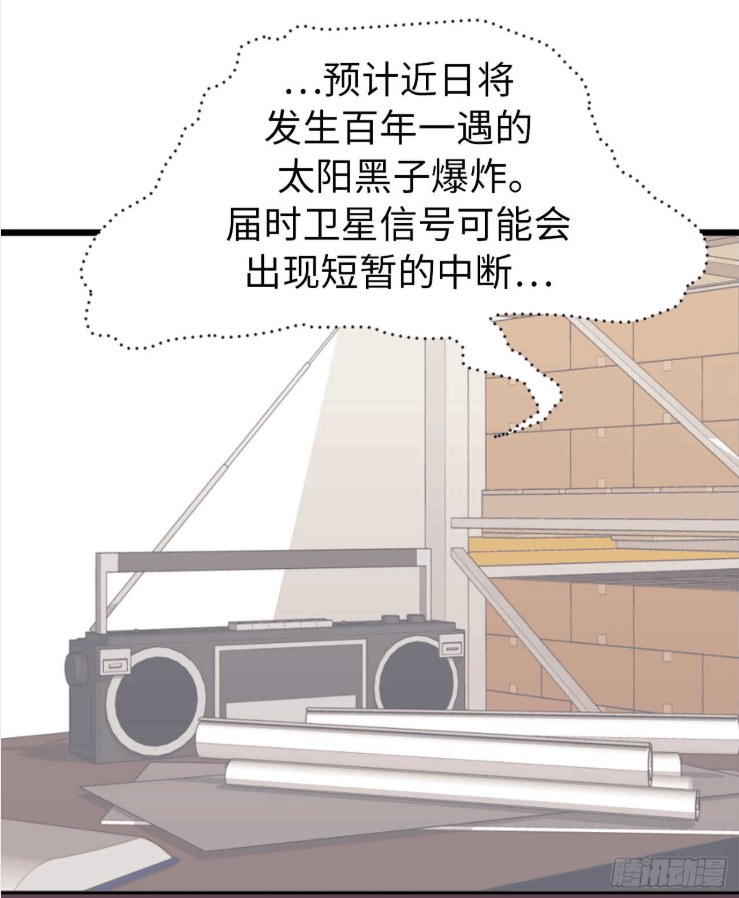 ...预计近日将
发生百年一遇的
太阳黑子爆炸。
届时卫星信号可能会
出现短暂的中断...
腾讯动漫